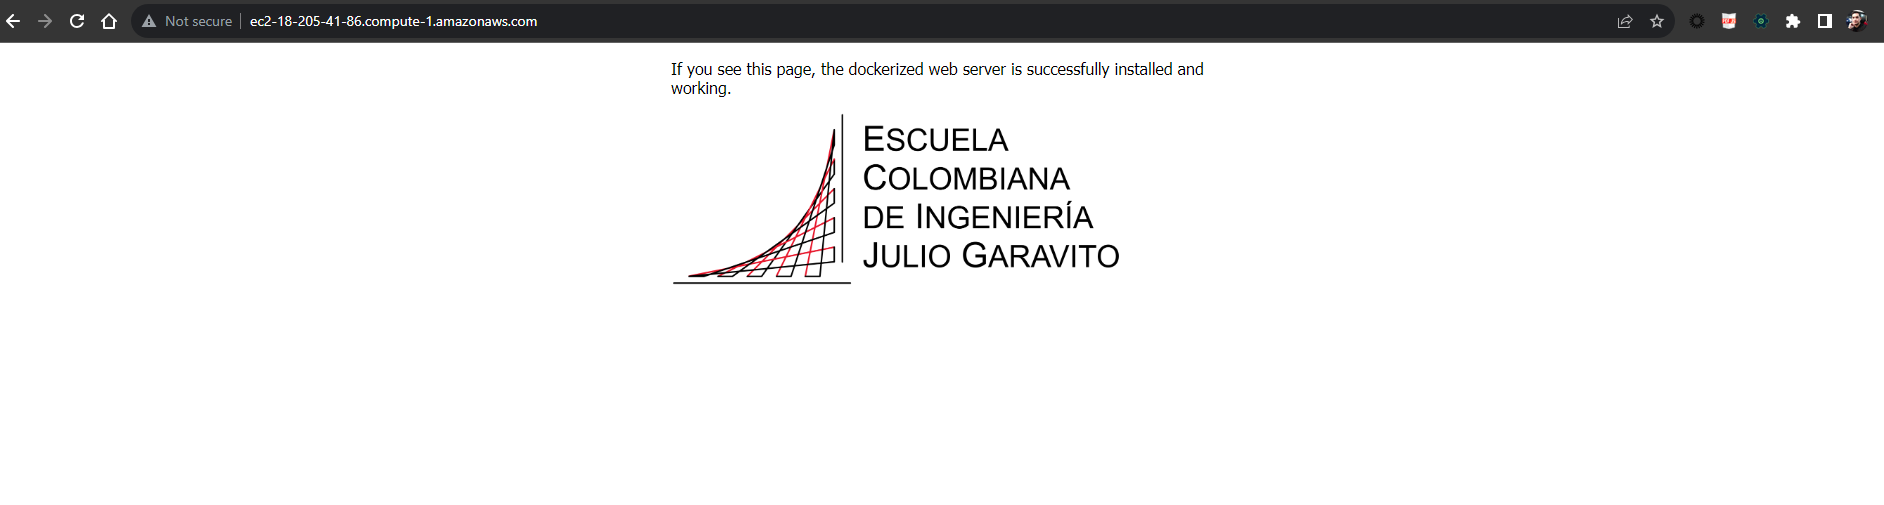 Not secure
ec2-18-205-41-86.compute-1.amazonaws.com
If you see this page, the dockerized web server is successfully installed and
working.
ESCUELA
COLOMBIANA
DE INGENIERÍA
JULIO GARAVITO